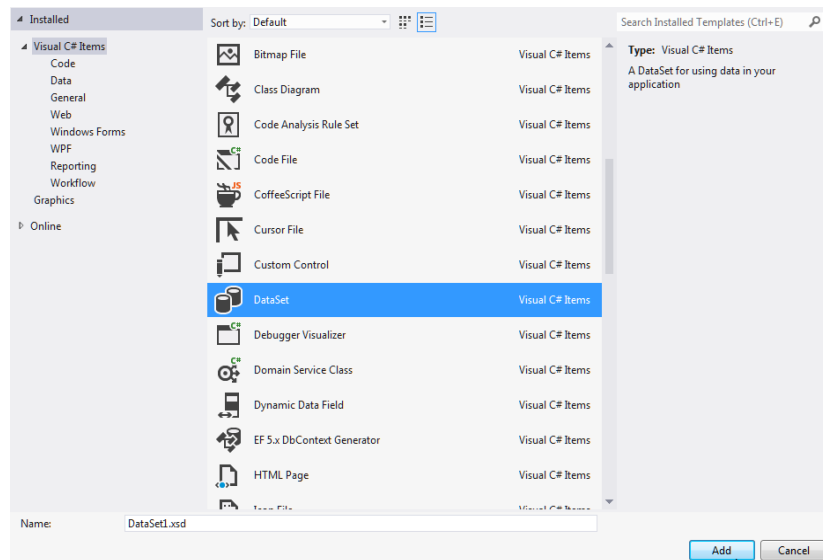 Installed
Sort by: Default
Search Installed Templates (Ctrl+E)
Visual C# Items
Code
Data
General
Web
Windows Forms
WPF
Reporting
Workflow
Graphics
Online
Bitmap File Visual C# Items
Class Diagram Visual C# Items
Code Analysis Rule Set Visual C# Items
C#
Code File Visual C# Items
JS
CoffeeScript File Visual C# Items
Cursor File Visual C# Items
Custom Control Visual C# Items
DataSet Visual C# Items
C#
Debugger Visualizer Visual C# Items
C#
Domain Service Class Visual C# Items
Dynamic Data Field Visual C# Items
EF 5.x DbContext Generator Visual C# Items
HTML Page Visual C# Items
Type: Visual C# Items
A DataSet for using data in your
application
Name: DataSet1.xsd
Add Cancel